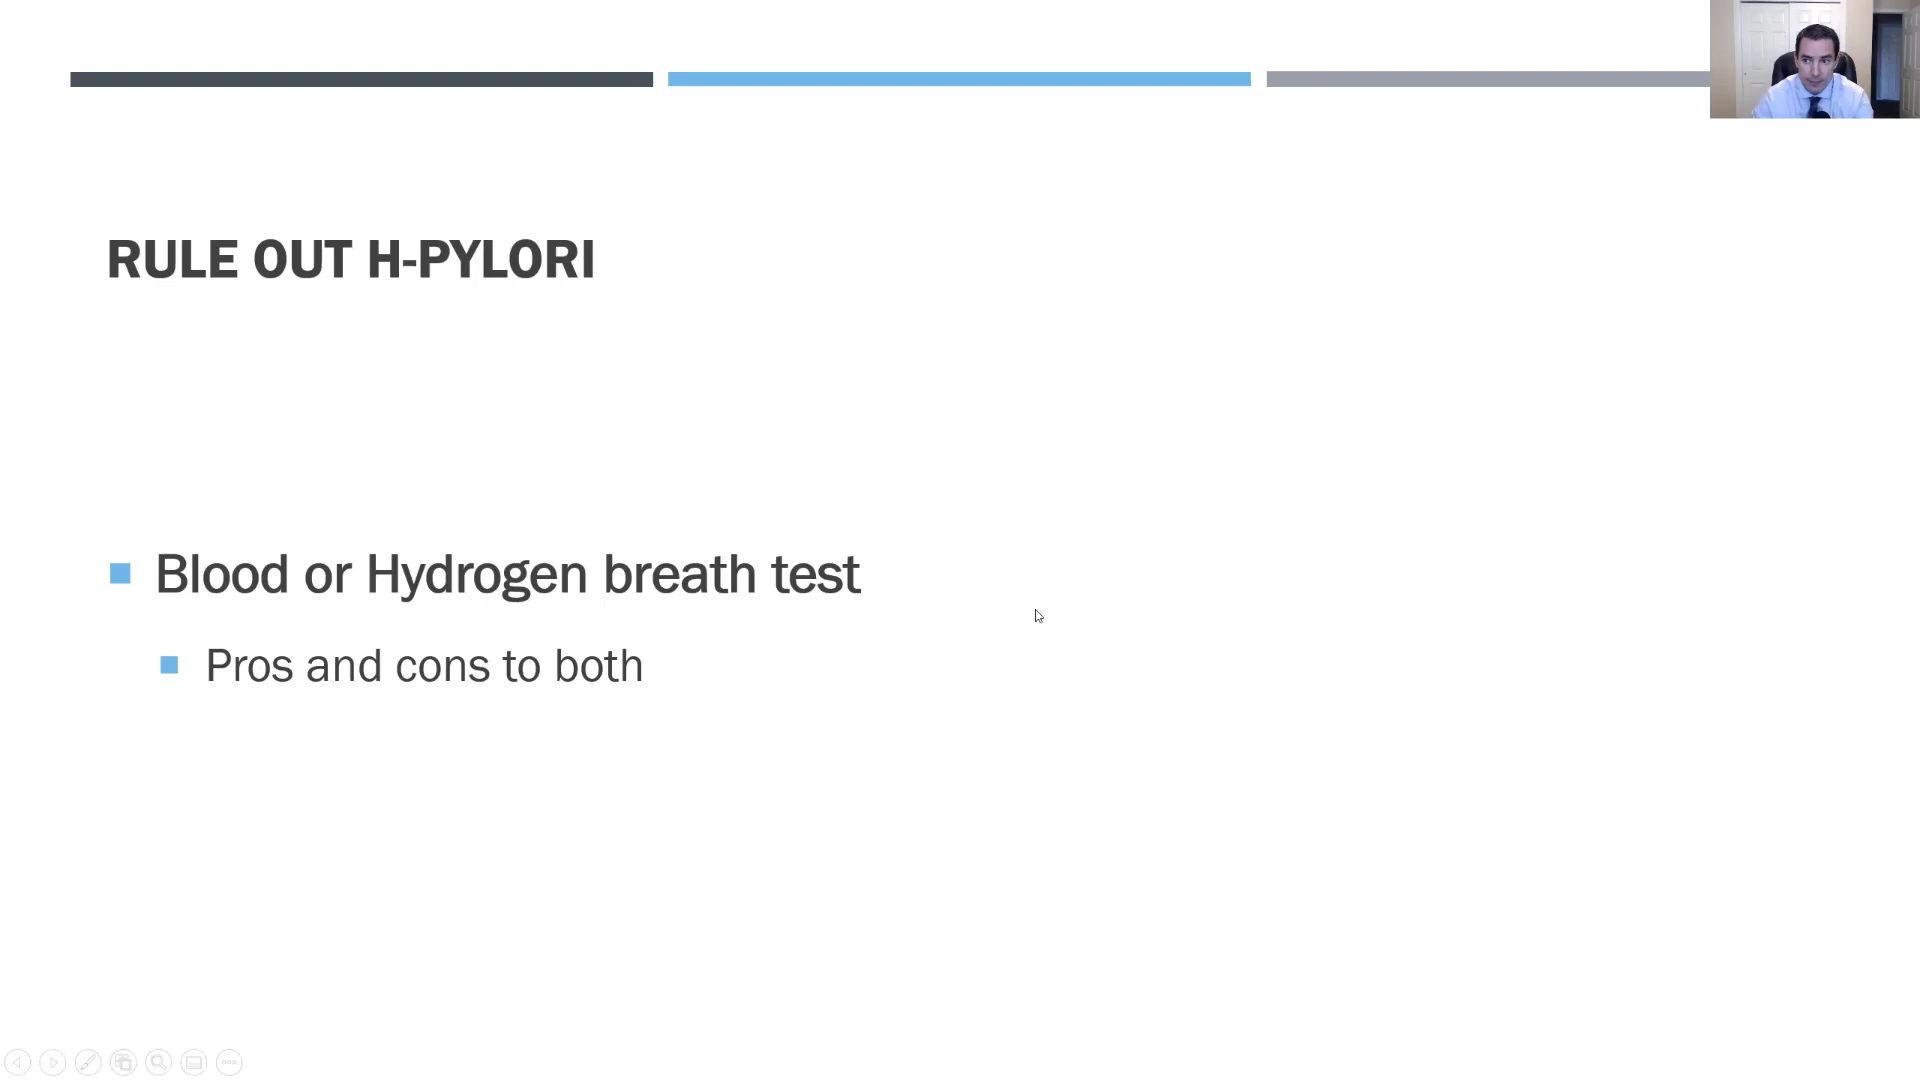 RULE OUT H-PYLORI
Blood or Hydrogen breath test
Pros and cons to both